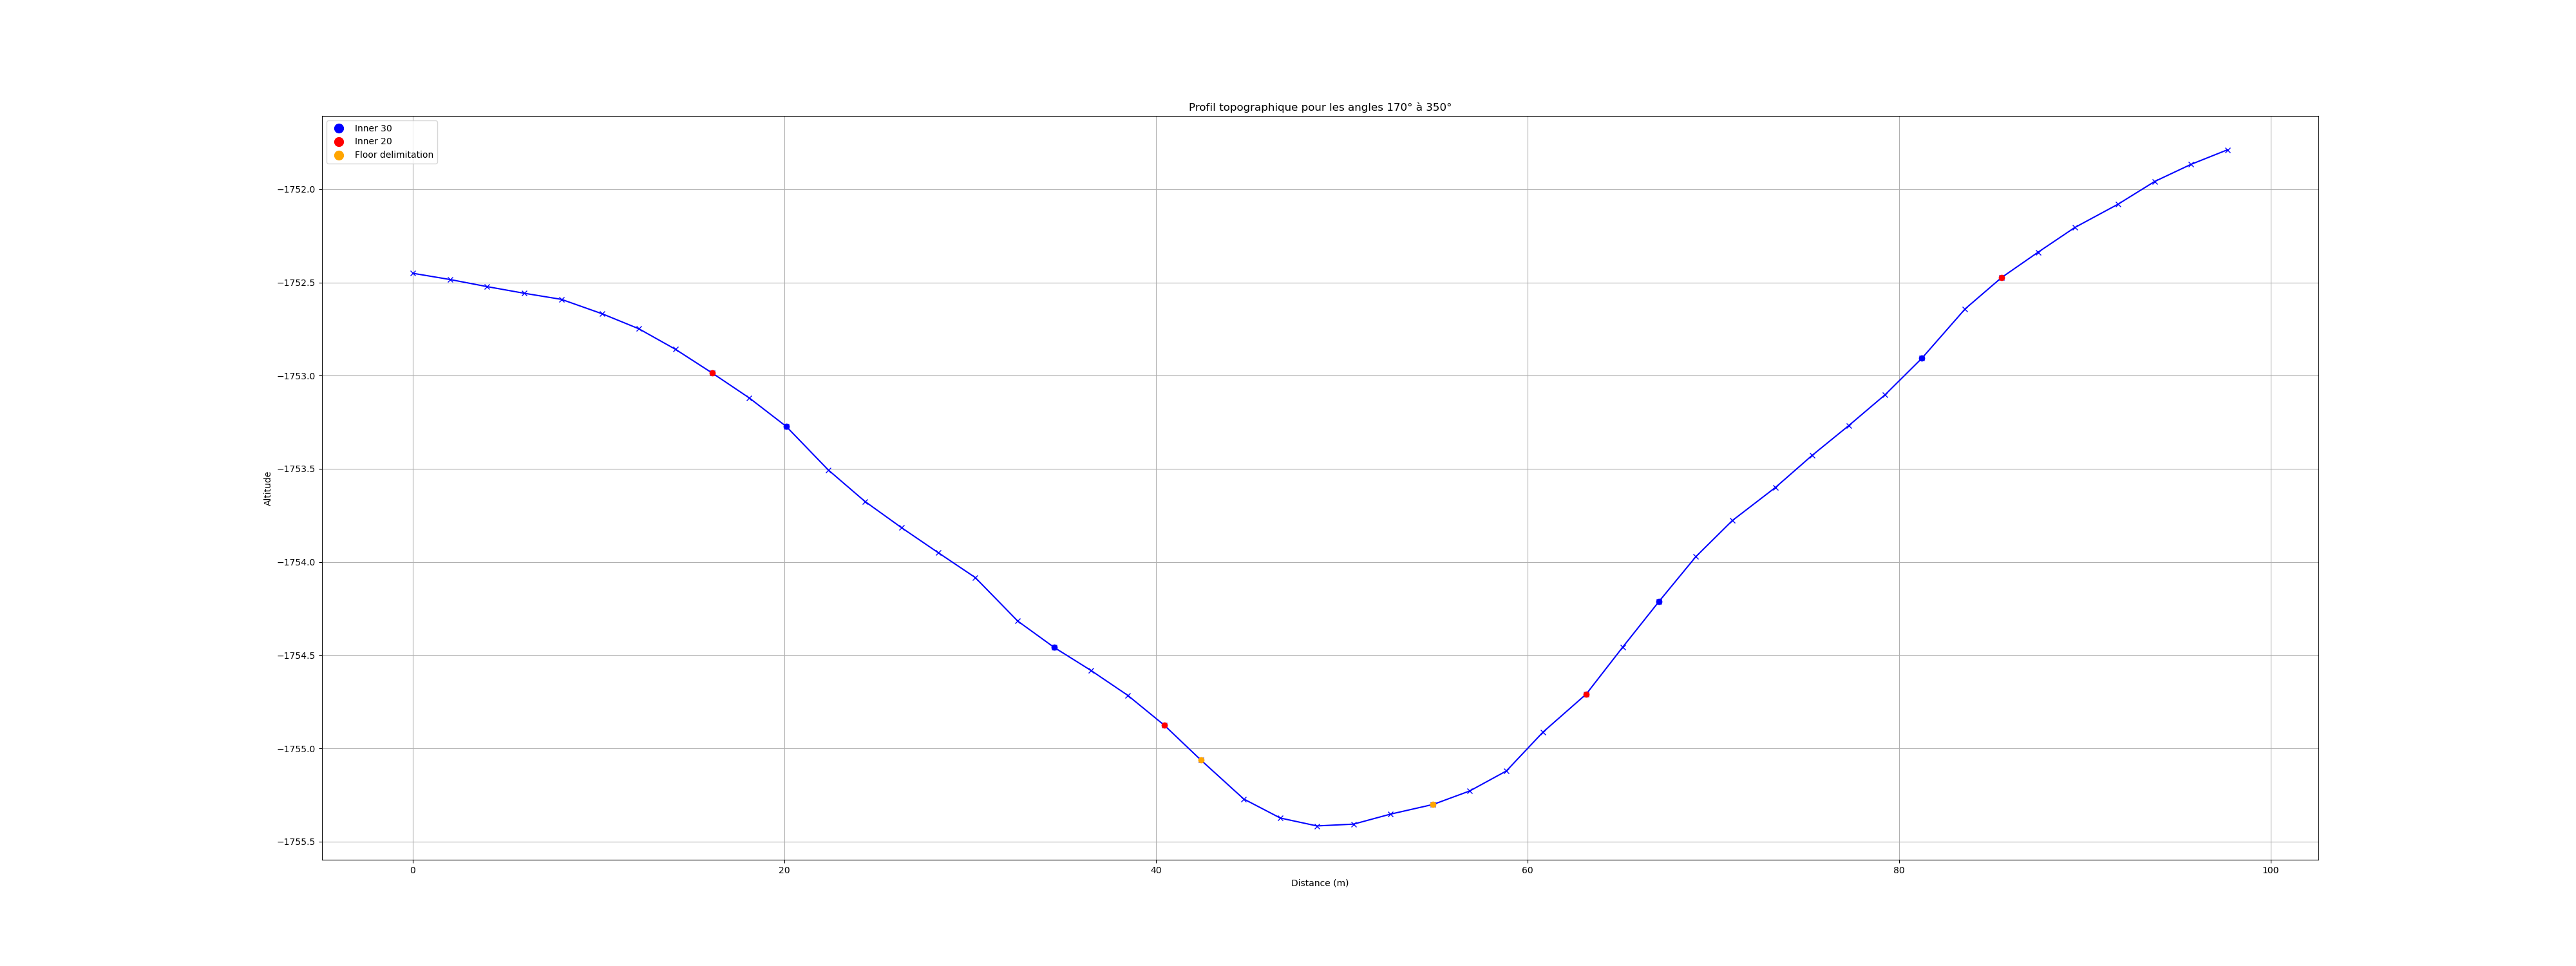 Profil topographique pour les angles 170° à 350°
Inner 30
Inner 20
Floor delimitation
Altitude
−1752.0
−1752.5
−1753.0
−1753.5
−1754.0
−1754.5
−1755.0
−1755.5
0 20 40 60 80 100
Distance (m)